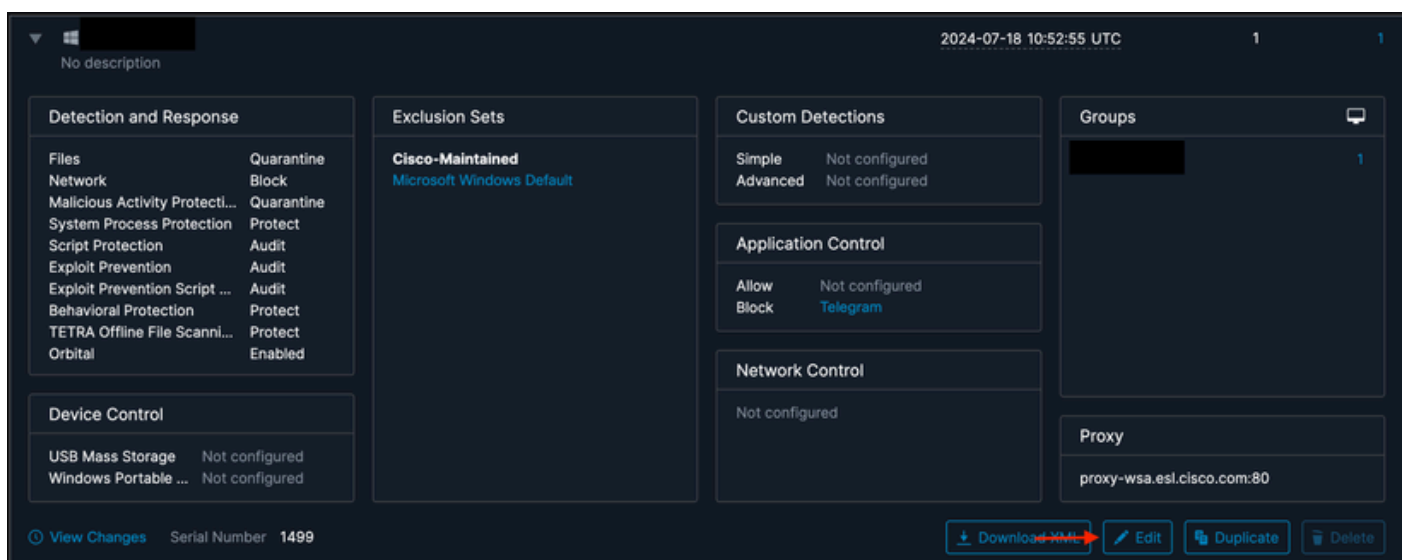 2024-07-18 10:52:55 UTC 1 1
No description
Detection and Response
Files Quarantine
Network Block
Malicious Activity Protecti... Quarantine
System Process Protection Protect
Script Protection Audit
Exploit Prevention Audit
Exploit Prevention Script ... Audit
Behavioral Protection Protect
TETRA Offline File Scanni... Protect
Orbital Enabled
Device Control
USB Mass Storage Not configured
Windows Portable ... Not configured
Exclusion Sets
Cisco-Maintained
Microsoft Windows Default
Custom Detections
Simple Not configured
Advanced Not configured
Application Control
Allow Not configured
Block Telegram
Network Control
Not configured
Groups
1
Proxy
proxy-wsa.esl.cisco.com:80
View Changes Serial Number 1499
Download XML Edit Duplicate Delete